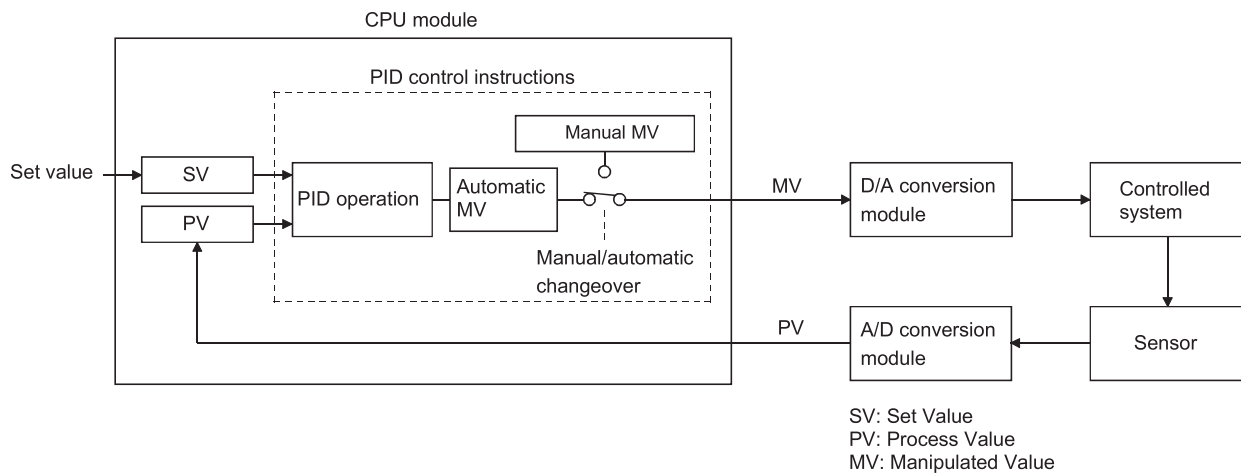 CPU module
PID control instructions
Manual MV
Set value
SV
PID operation
Automatic
MV
MV
D/A conversion
module
Controlled
system
PV
Manual/automatic
changeover
PV
A/D conversion
module
Sensor
SV: Set Value
PV: Process Value
MV: Manipulated Value